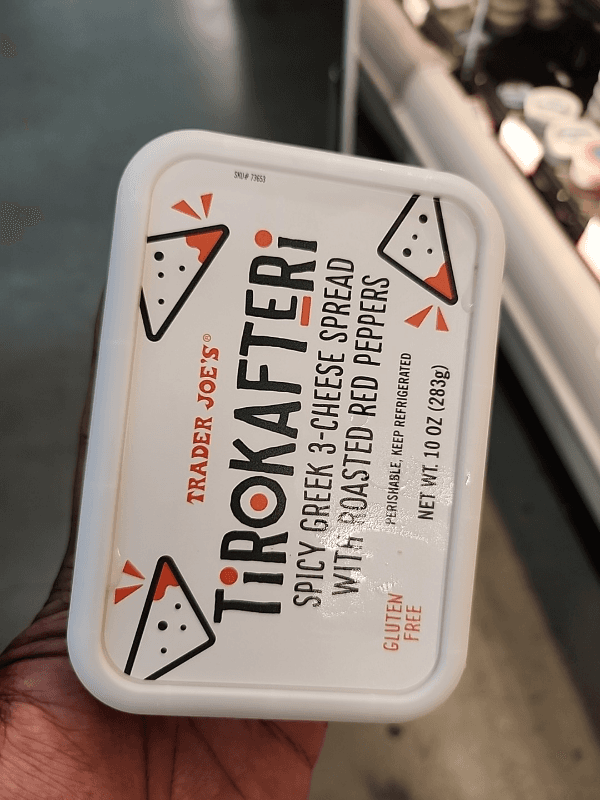 SKU# 77653
TRADER JOE'S®
TiROKAFTERi
SPICY GREEK 3-CHEESE SPREAD
WITH ROASTED RED PEPPERS
PERISHABLE, KEEP REFRIGERATED
NET WT. 10 OZ (283g)
GLUTEN
FREE